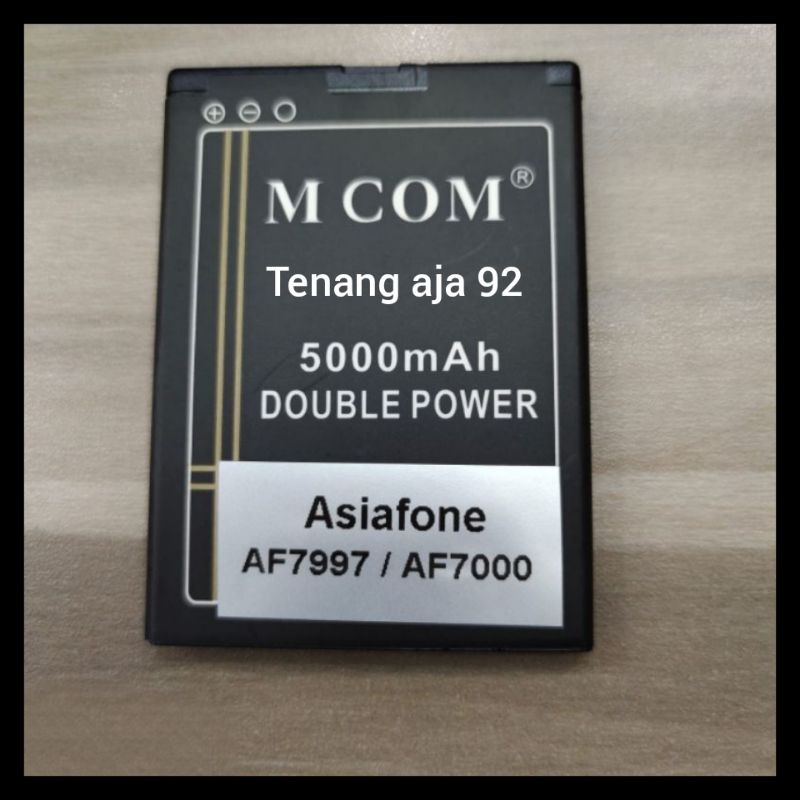 M COM®
Tenang aja 92
5000mAh
DOUBLE POWER
Asiafone
AF7997 / AF7000